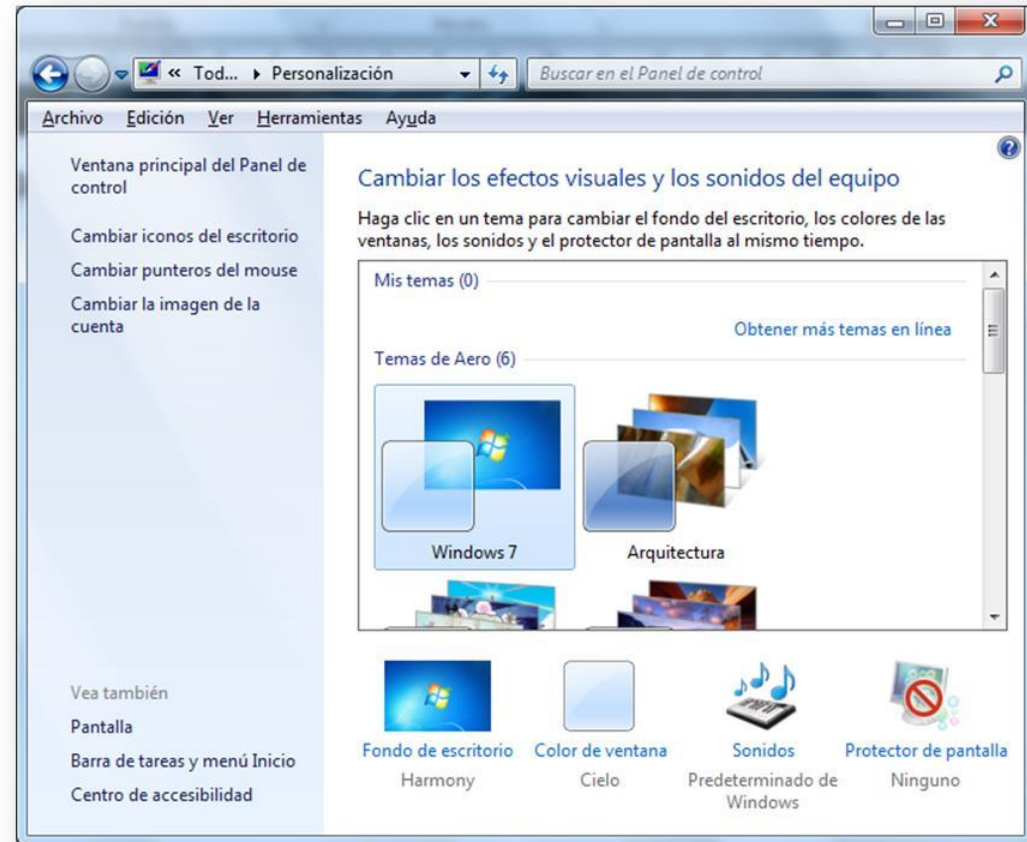 « Tod... ▸ Personalización
Buscar en el Panel de control
Archivo Edición Ver Herramientas Ayuda
Ventana principal del Panel de
control
Cambiar iconos del escritorio
Cambiar punteros del mouse
Cambiar la imagen de la
cuenta
Vea también
Pantalla
Barra de tareas y menú Inicio
Centro de accesibilidad
Cambiar los efectos visuales y los sonidos del equipo
Haga clic en un tema para cambiar el fondo del escritorio, los colores de las
ventanas, los sonidos y el protector de pantalla al mismo tiempo.
Mis temas (0)
Obtener más temas en línea
Temas de Aero (6)
Windows 7
Arquitectura
Fondo de escritorio
Harmony
Color de ventana
Cielo
Sonidos
Predeterminado de
Windows
Protector de pantalla
Ninguno